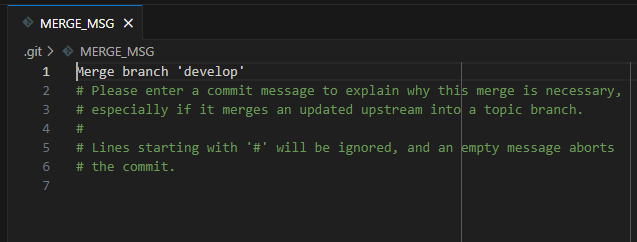 MERGE_MSG
.git > MERGE_MSG
1 Merge branch 'develop'
2 # Please enter a commit message to explain why this merge is necessary,
3 # especially if it merges an updated upstream into a topic branch.
4 #
5 # Lines starting with '#' will be ignored, and an empty message aborts
6 # the commit.
7